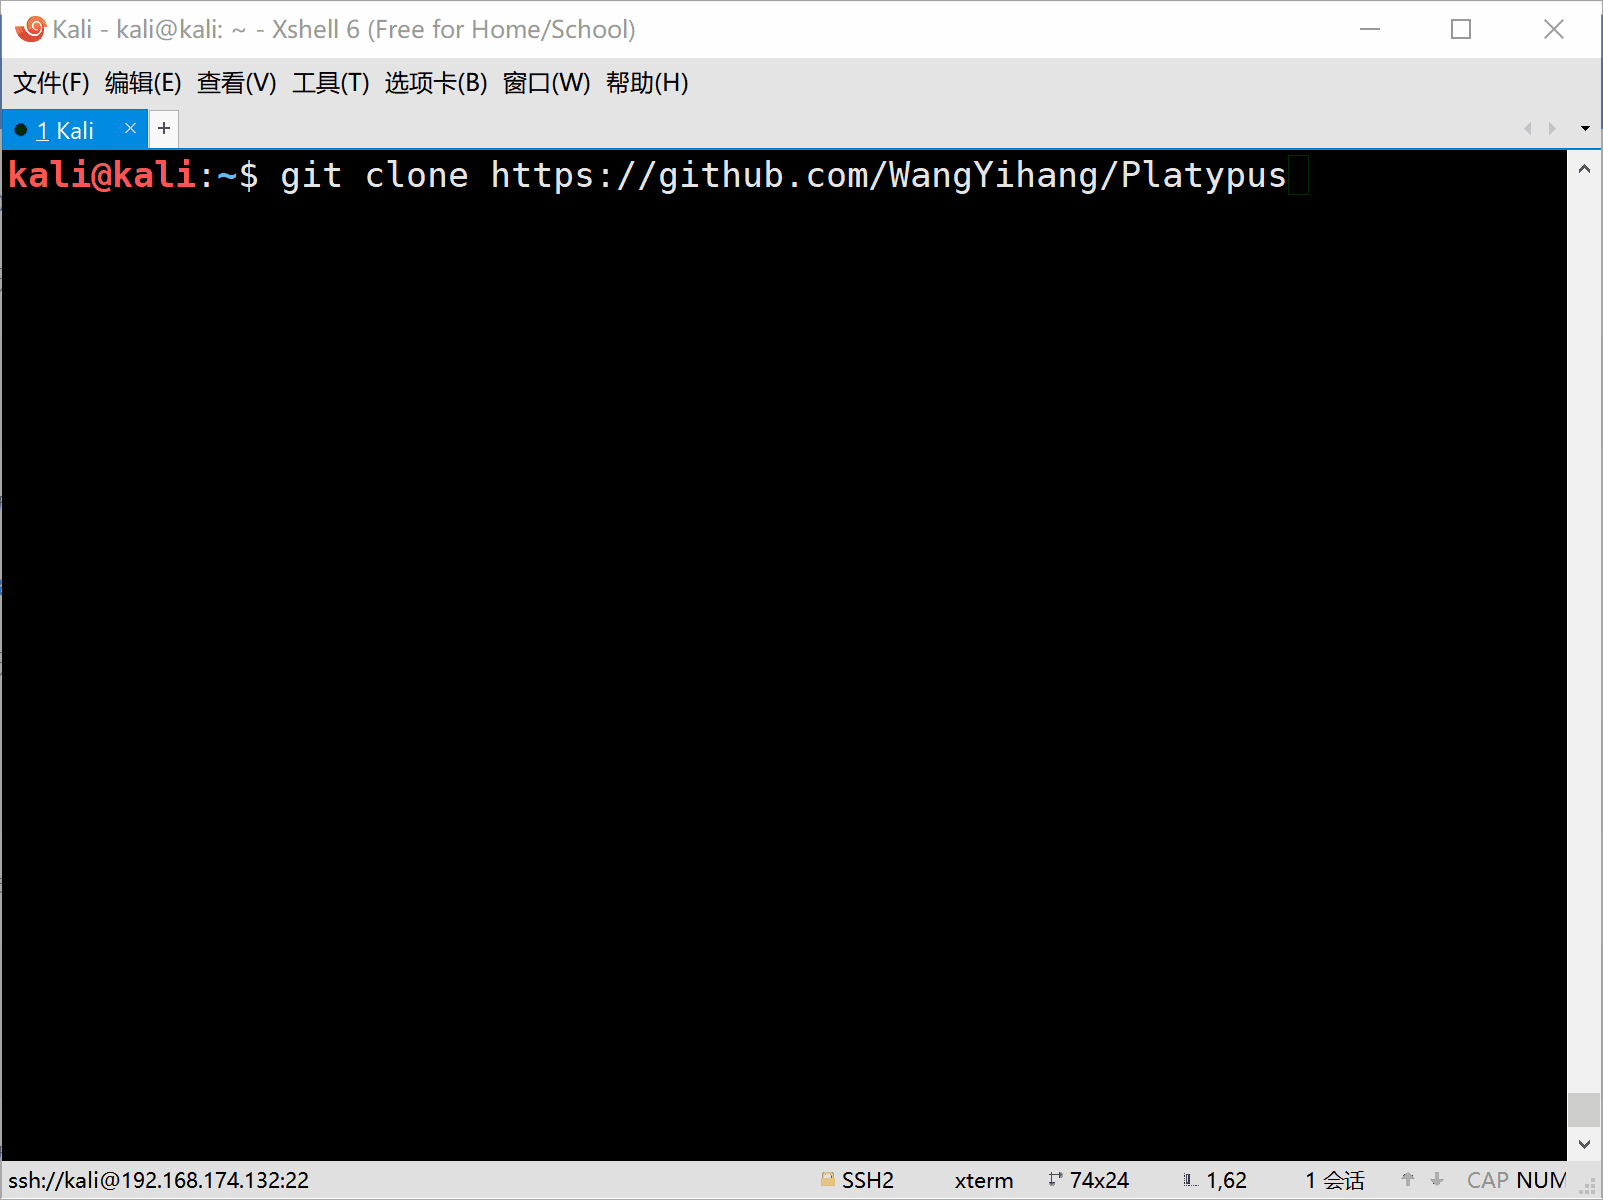 Kali - kali@kali: ~ - Xshell 6 (Free for Home/School)
文件(F) 编辑(E) 查看(V) 工具(T) 选项卡(B) 窗口(W) 帮助(H)
1 Kali × +
kali@kali:~$ git clone https://github.com/WangYihang/Platypus
ssh://kali@192.168.174.132:22 SSH2 xterm 74x24 1,62 1 会话 CAP NUM